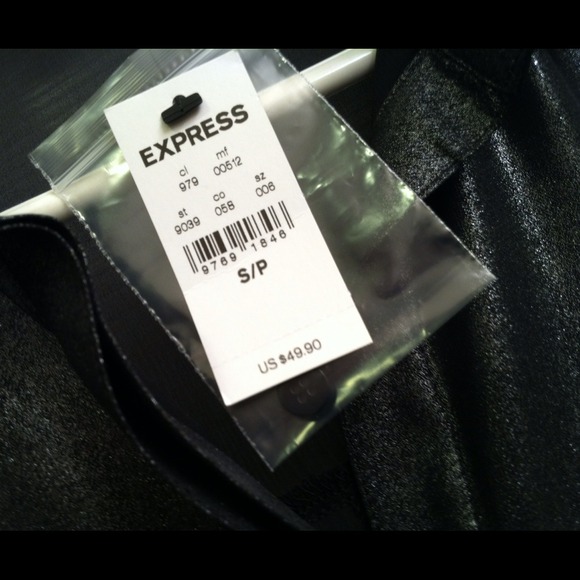 EXPRESS
cl mf
979 00512
st co sz
9039 058 006
9769 1846
S/P
US $49.90